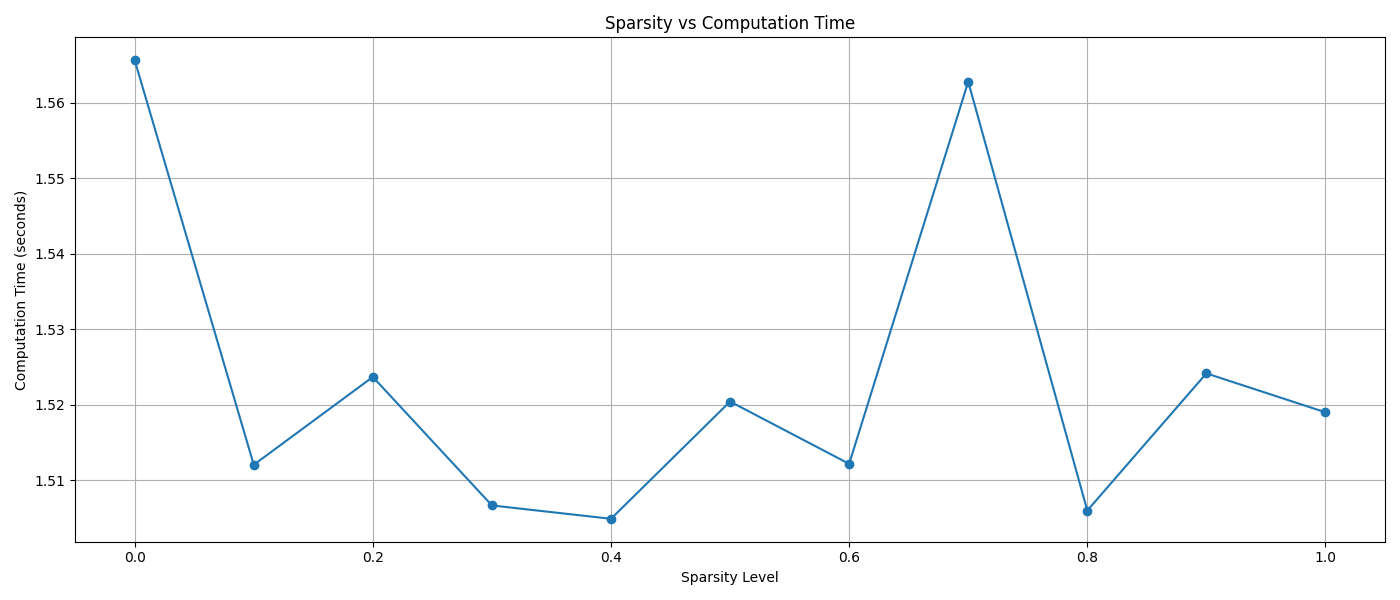 Sparsity vs Computation Time
Computation Time (seconds)
1.56
1.55
1.54
1.53
1.52
1.51
0.0 0.2 0.4 0.6 0.8 1.0
Sparsity Level